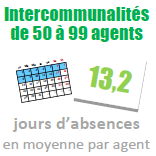 Intercommunalités
de 50 à 99 agents
13,2
jours d'absences
en moyenne par agent